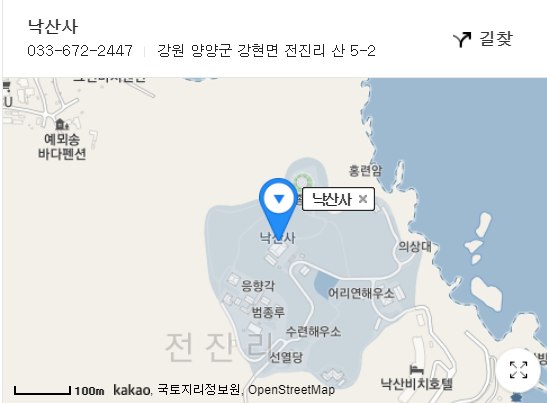 낙산사
033-672-2447 강원 양양군 강현면 전진리 산 5-2
길찾
예뫼송
바다펜션
홍련암
낙산사
낙산사
의상대
응향각
어리연해우소
범종루
수련해우소
전진리
선열당
낙산비치호텔
100m kakao, 국토지리정보원, OpenStreetMap